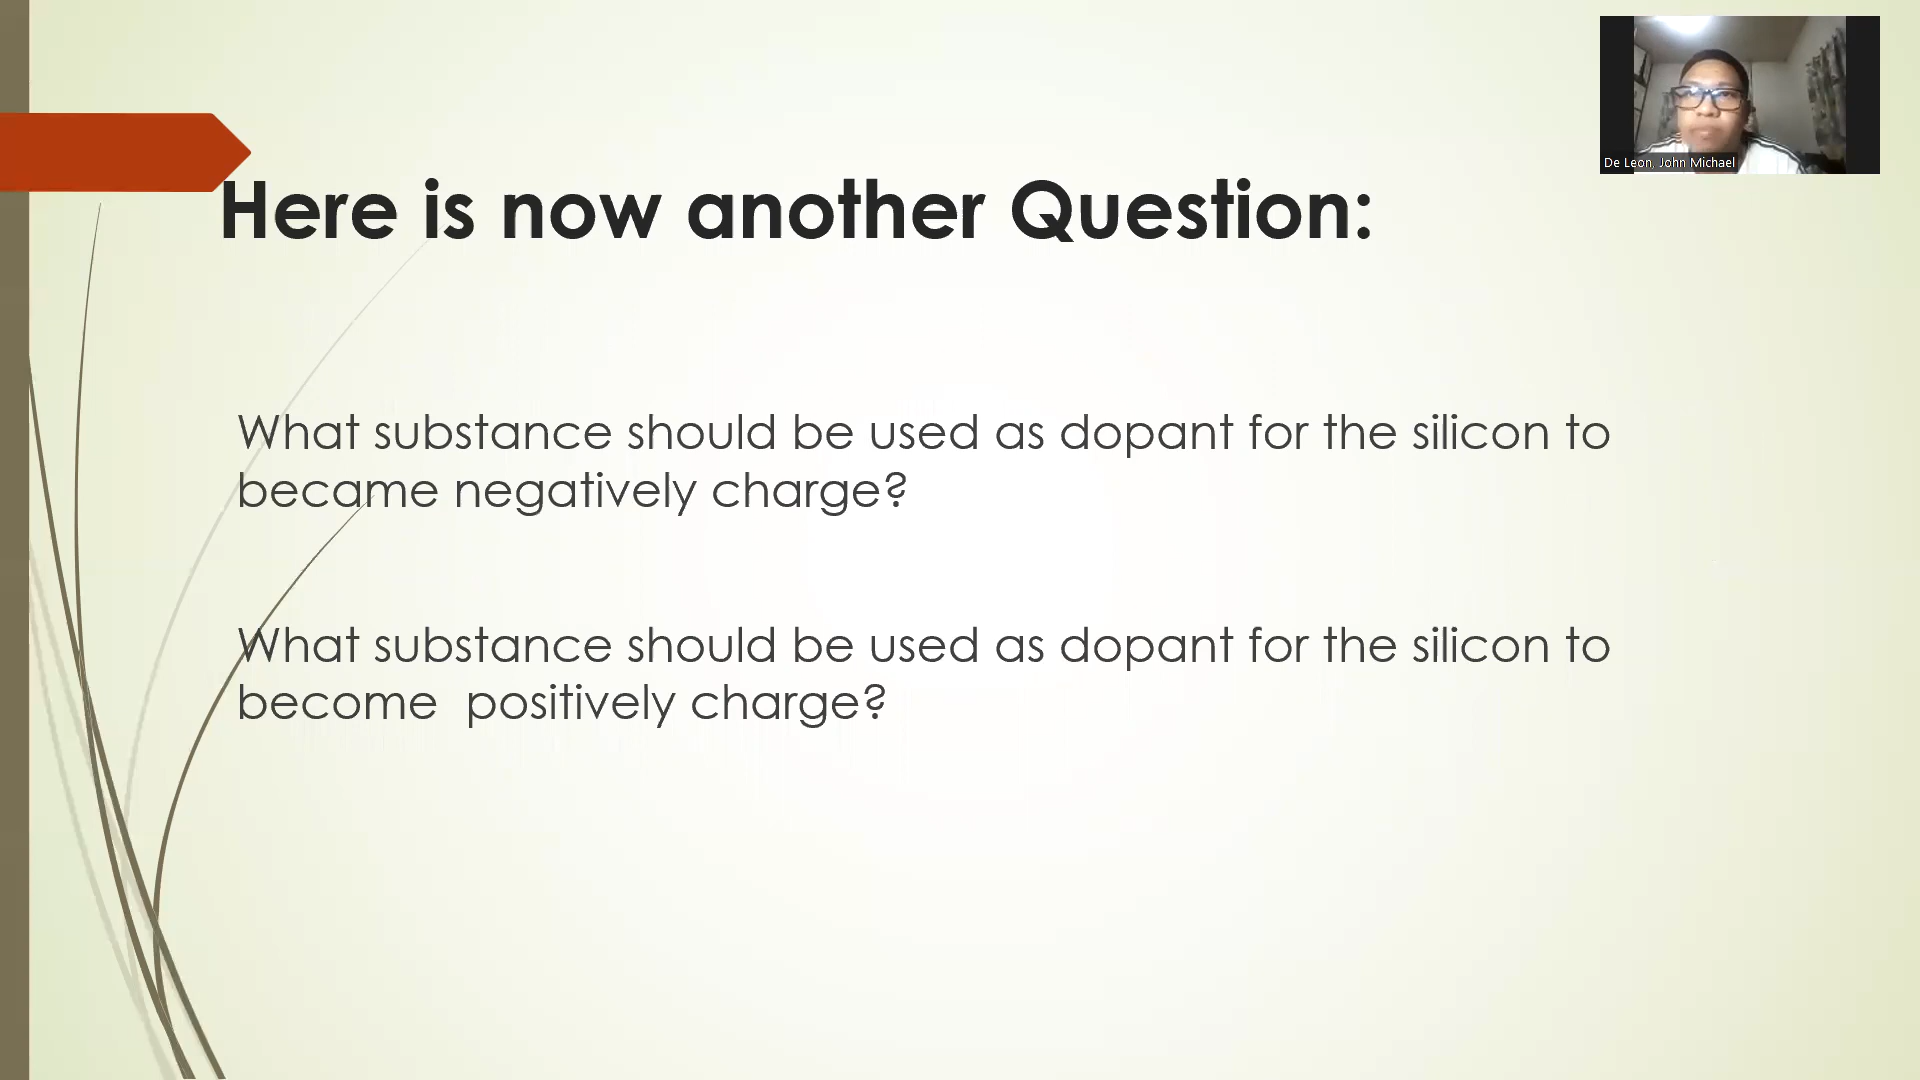 De Leon, John Michael
Here is now another Question:
What substance should be used as dopant for the silicon to
became negatively charge?
What substance should be used as dopant for the silicon to
become  positively charge?